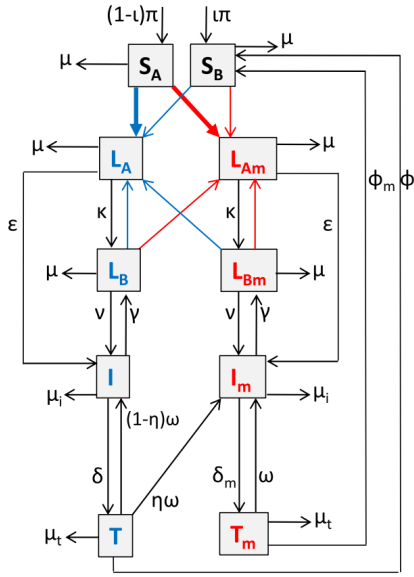 (1-ι)π ιπ
μ S_A S_B μ
μ L_A L_Am μ
ε κ κ ε ϕ_m ϕ
μ L_B L_Bm μ
ν γ ν γ
I I_m
μ_i μ_i
(1-η)ω
δ ηω δ_m ω
μ_t T T_m μ_t